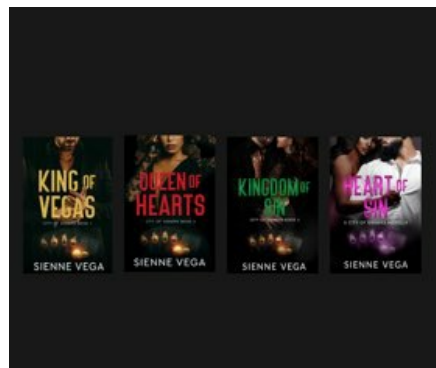 KING OF
VEGAS
SIENNE VEGA
QUEEN OF
HEARTS
SIENNE VEGA
KINGDOM OF
SIN
SIENNE VEGA
HEART OF
SIN
SIENNE VEGA